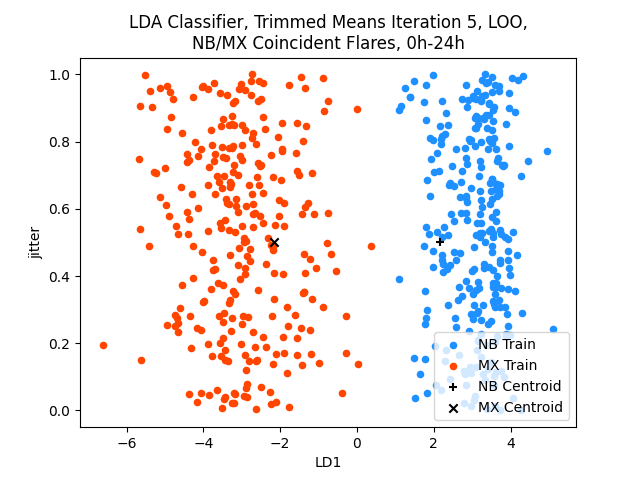 LDA Classifier, Trimmed Means Iteration 5, LOO,
NB/MX Coincident Flares, 0h-24h
1.0
0.8
0.6
0.4
0.2
0.0
jitter
NB Train
MX Train
NB Centroid
MX Centroid
−6
−4
−2
0
2
4
LD1